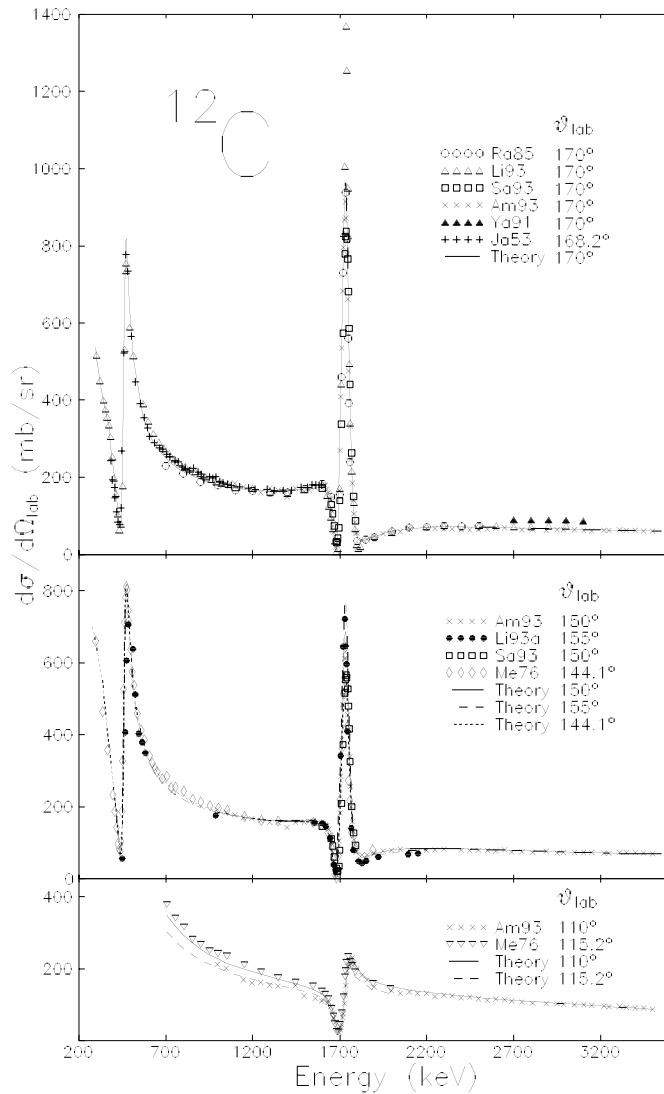 1400
1200
1000
800
600
400
200
0
¹²C
ϑlab
Ra85 170°
Li93 170°
Sa93 170°
Am93 170°
Ya91 170°
Ja53 168.2°
Theory 170°
dσ/dΩlab (mb/sr)
800
600
400
200
0
ϑlab
Am93 150°
Li93a 155°
Sa93 150°
Me76 144.1°
Theory 150°
Theory 155°
Theory 144.1°
400
200
ϑlab
Am93 110°
Me76 115.2°
Theory 110°
Theory 115.2°
200 700 1200 1700 2200 2700 3200
Energy (keV)